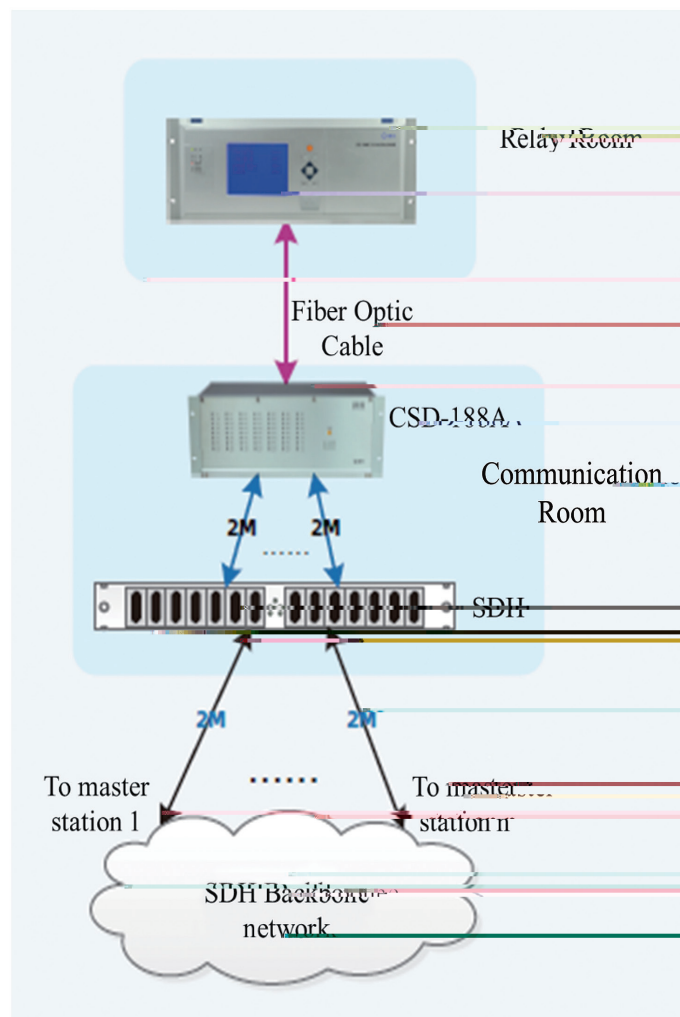 Relay Room
Fiber Optic
Cable
CSD-188A
Communication
Room
2M
2M
SDH
2M
2M
To master
station 1
To master
station n
SDH Backbone
network